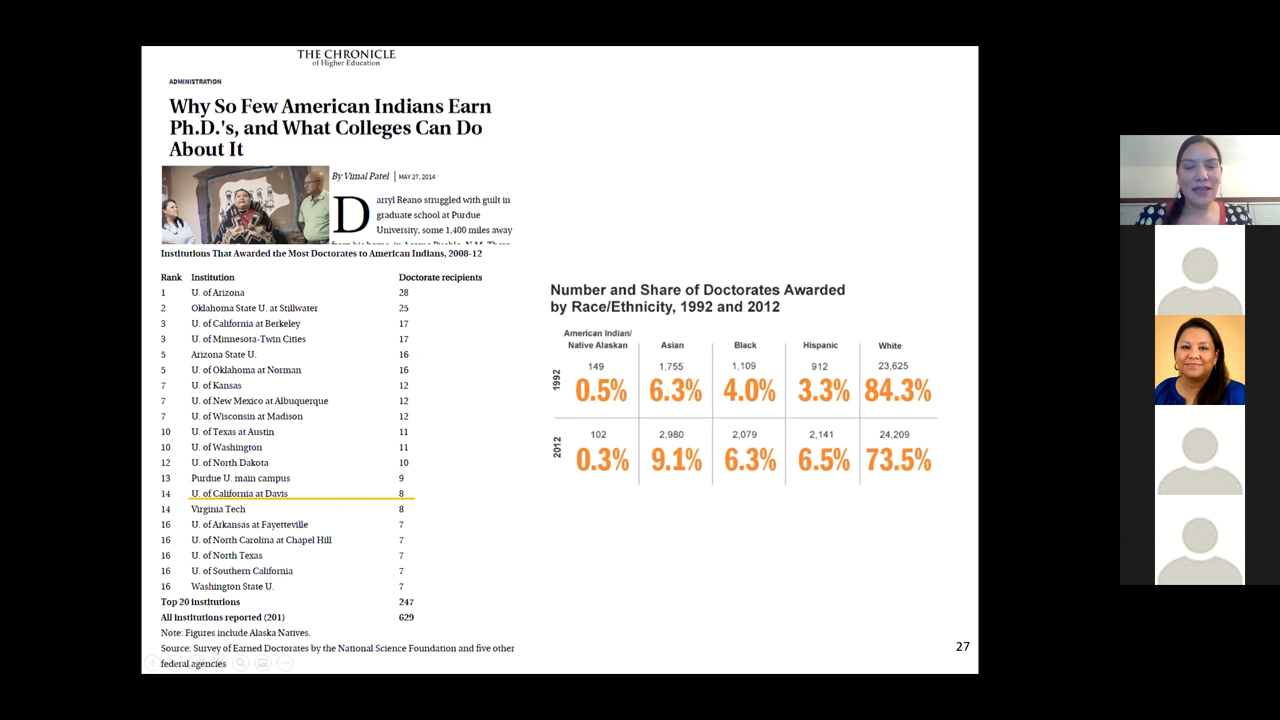 THE CHRONICLE
of Higher Education
ADMINISTRATION
Why So Few American Indians Earn
Ph.D.'s, and What Colleges Can Do
About It
By Vimal Patel | MAY 27, 2014
Darryl Reano struggled with guilt in
graduate school at Purdue
University, some 1,400 miles away
Institutions That Awarded the Most Doctorates to American Indians, 2008-12
Rank Institution Doctorate recipients
1 U. of Arizona 28
2 Oklahoma State U. at Stillwater 25
3 U. of California at Berkeley 17
3 U. of Minnesota-Twin Cities 17
5 Arizona State U. 16
5 U. of Oklahoma at Norman 16
7 U. of Kansas 12
7 U. of New Mexico at Albuquerque 12
7 U. of Wisconsin at Madison 12
10 U. of Texas at Austin 11
10 U. of Washington 11
12 U. of North Dakota 10
13 Purdue U. main campus 9
14 U. of California at Davis 8
14 Virginia Tech 8
16 U. of Arkansas at Fayetteville 7
16 U. of North Carolina at Chapel Hill 7
16 U. of North Texas 7
16 U. of Southern California 7
16 Washington State U. 7
Top 20 institutions 247
All institutions reported (201) 629
Note: Figures include Alaska Natives.
Source: Survey of Earned Doctorates by the National Science Foundation and five other
federal agencies
Number and Share of Doctorates Awarded
by Race/Ethnicity, 1992 and 2012
American Indian/
Native Alaskan Asian Black Hispanic White
1992
149 1,755 1,109 912 23,625
0.5% 6.3% 4.0% 3.3% 84.3%
2012
102 2,980 2,079 2,141 24,209
0.3% 9.1% 6.3% 6.5% 73.5%
27